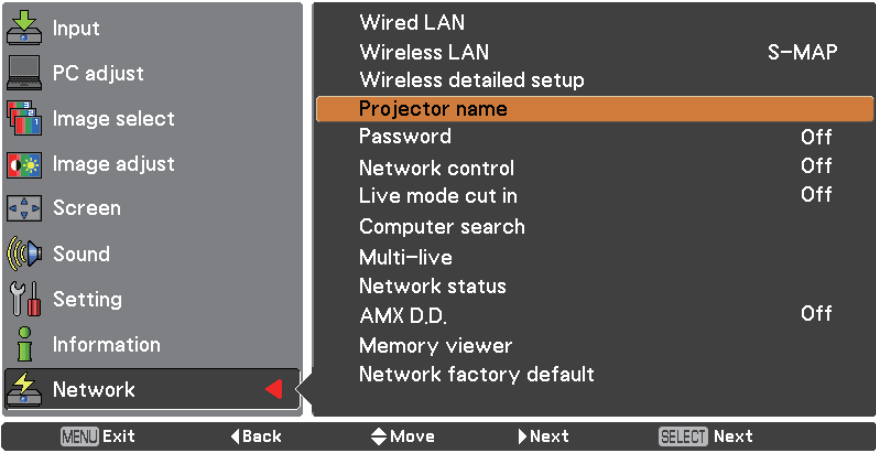 Input
PC adjust
Image select
Image adjust
Screen
Sound
Setting
Information
Network
Wired LAN
Wireless LAN S-MAP
Wireless detailed setup
Projector name
Password Off
Network control Off
Live mode cut in Off
Computer search
Multi-live
Network status
AMX D.D. Off
Memory viewer
Network factory default
MENU Exit Back Move Next SELECT Next